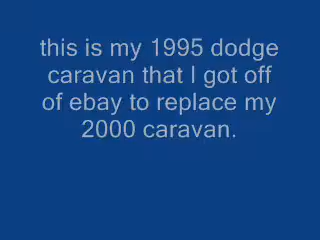 this is my 1995 dodge
caravan that I got off
of ebay to replace my
2000 caravan.